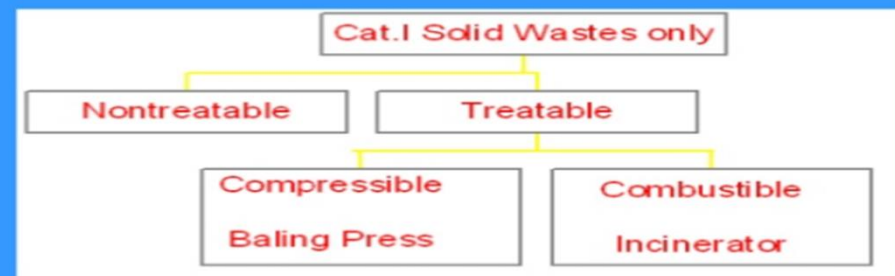 Cat.I Solid Wastes only
Nontreatable
Treatable
Compressible
Baling Press
Combustible
Incinerator